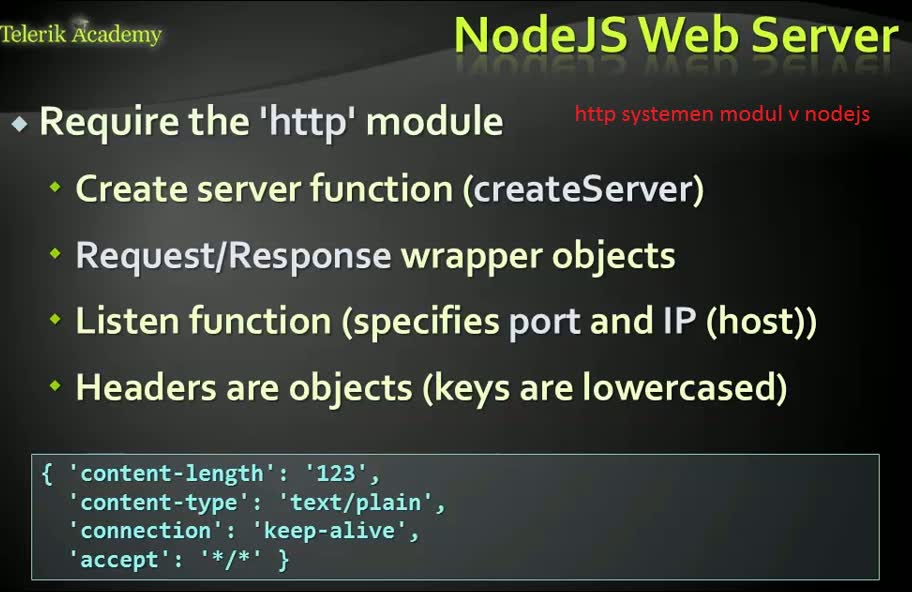 Telerik Academy
NodeJS Web Server
Require the 'http' module
http systemen modul v nodejs
Create server function (createServer)
Request/Response wrapper objects
Listen function (specifies port and IP (host))
Headers are objects (keys are lowercased)
{ 'content-length': '123',
'content-type': 'text/plain',
'connection': 'keep-alive',
'accept': '*/*' }